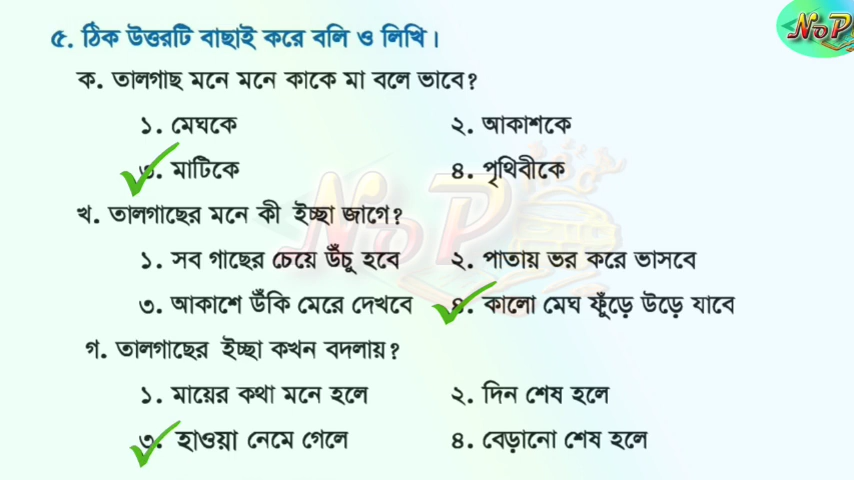 NoP
৫. ঠিক উত্তরটি বাছাই করে বলি ও লিখি।
ক. তালগাছ মনে মনে কাকে মা বলে ভাবে?
১. মেঘকে ২. আকাশকে
৩. মাটিকে ৪. পৃথিবীকে
খ. তালগাছের মনে কী ইচ্ছা জাগে?
১. সব গাছের চেয়ে উঁচু হবে ২. পাতায় ভর করে ভাসবে
৩. আকাশে উঁকি মেরে দেখবে ৪. কালো মেঘ ফুঁড়ে উড়ে যাবে
গ. তালগাছের ইচ্ছা কখন বদলায়?
১. মায়ের কথা মনে হলে ২. দিন শেষ হলে
৩. হাওয়া নেমে গেলে ৪. বেড়ানো শেষ হলে
NoP